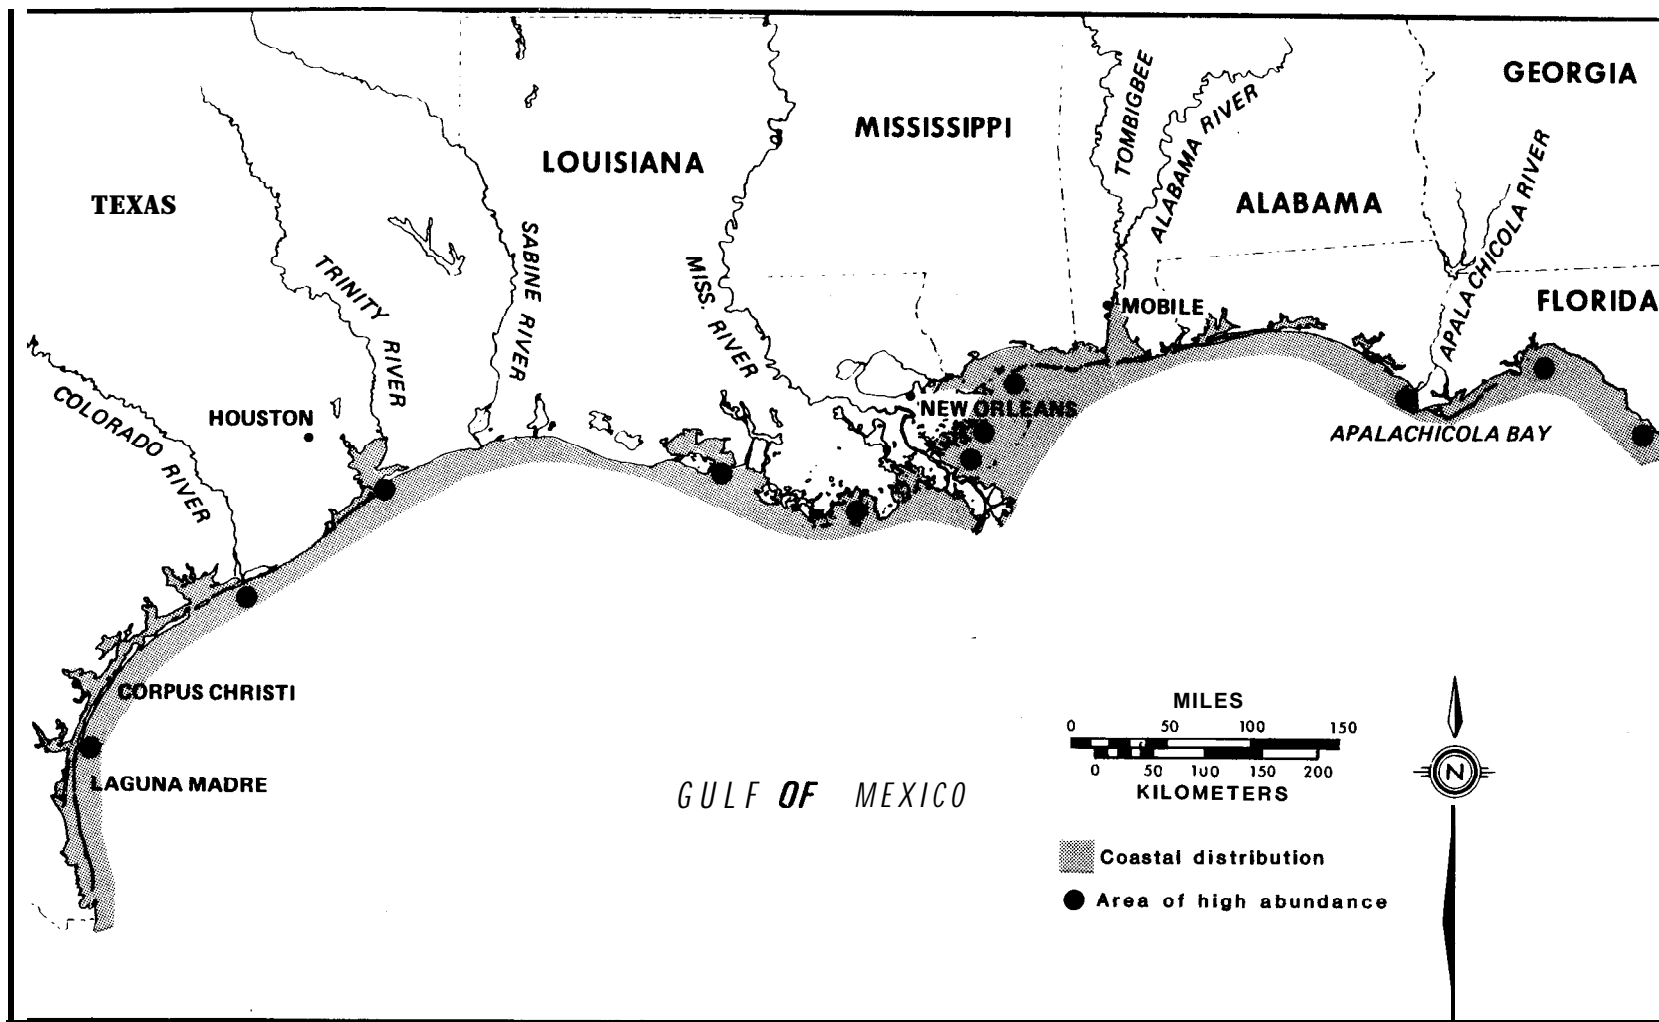 GEORGIA
MISSISSIPPI
TOMBIGBEE
ALABAMA RIVER
LOUISIANA
TEXAS
ALABAMA
APALACHICOLA RIVER
SABINE RIVER
TRINITY RIVER
MISS. RIVER
MOBILE
FLORIDA
COLORADO RIVER
HOUSTON
NEW ORLEANS
APALACHICOLA BAY
CORPUS CHRISTI
LAGUNA MADRE
GULF OF MEXICO
MILES
0 50 100 150
0 50 100 150 200
KILOMETERS
N
Coastal distribution
Area of high abundance